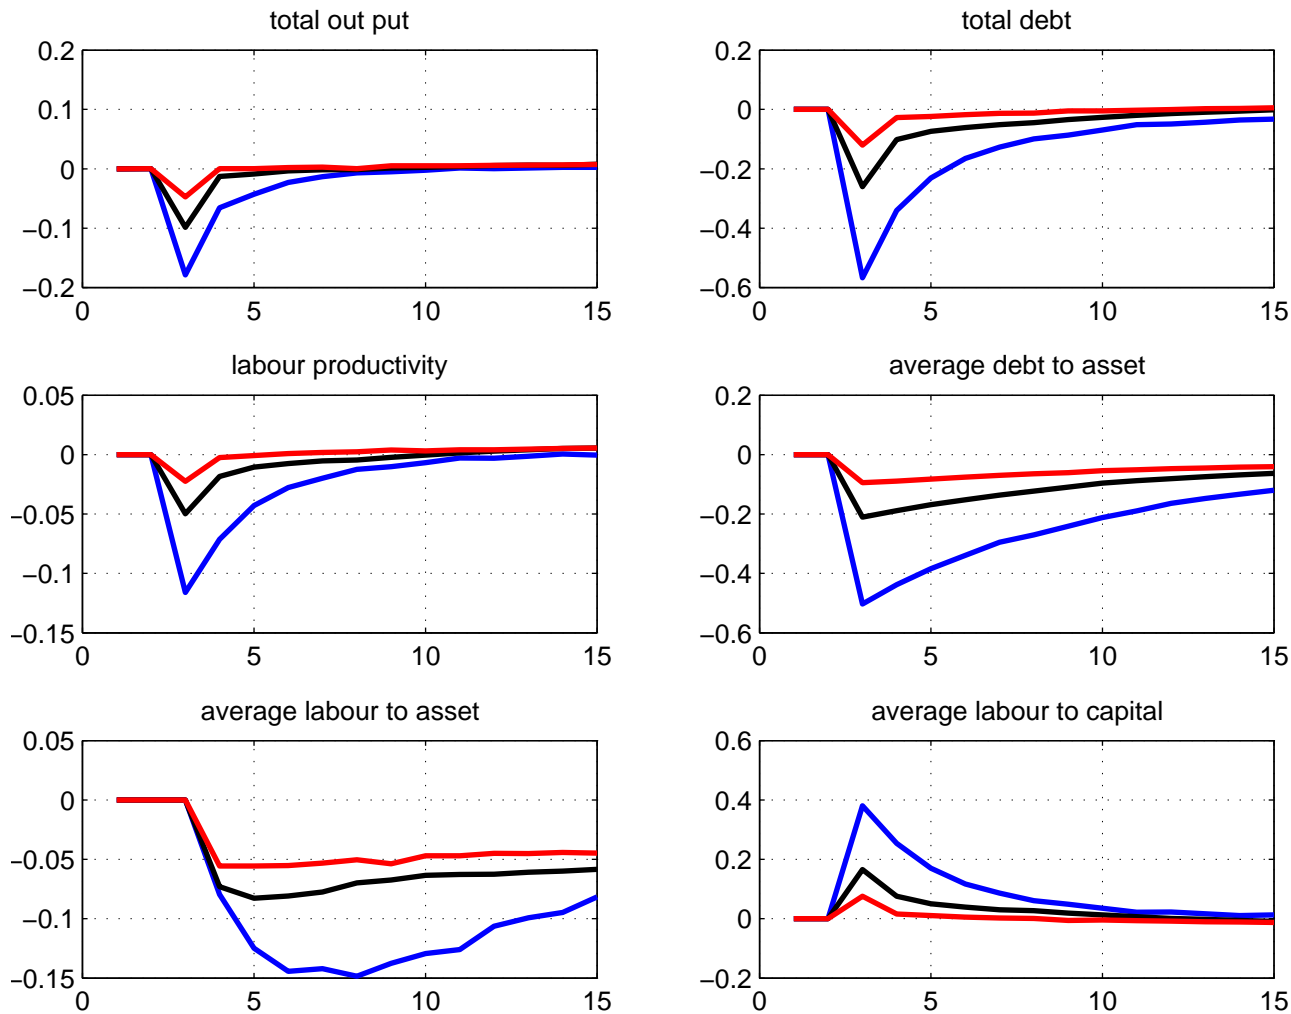 total out put
0.2
0.1
0
−0.1
−0.2
0 5 10 15
total debt
0.2
0
−0.2
−0.4
−0.6
0 5 10 15
labour productivity
0.05
0
−0.05
−0.1
−0.15
0 5 10 15
average debt to asset
0.2
0
−0.2
−0.4
−0.6
0 5 10 15
average labour to asset
0.05
0
−0.05
−0.1
−0.15
0 5 10 15
average labour to capital
0.6
0.4
0.2
0
−0.2
0 5 10 15